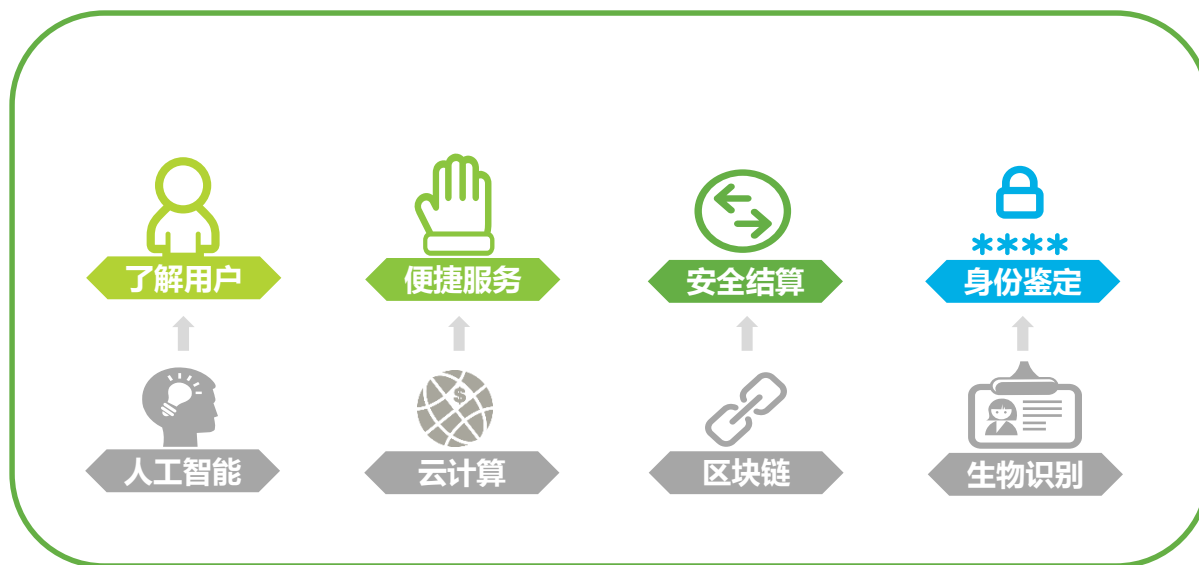 ****
了解用户
便捷服务
安全结算
身份鉴定
$
人工智能
云计算
区块链
生物识别